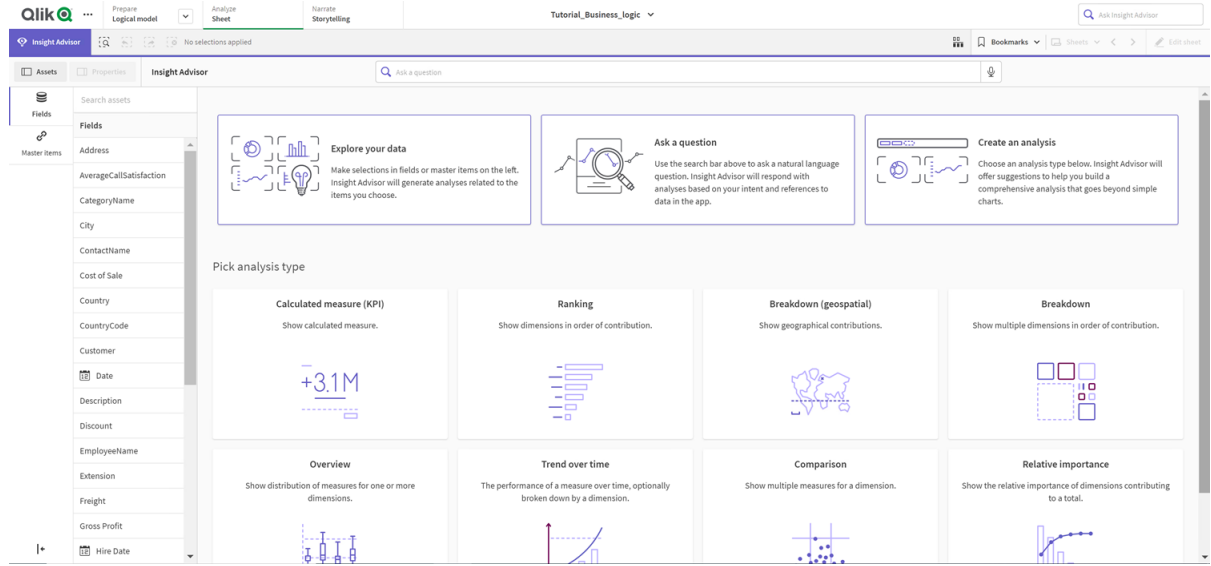 Qlik
...
Prepare
Logical model
Analyze
Sheet
Narrate
Storytelling
Tutorial_Business_logic
Ask Insight Advisor
Insight Advisor
No selections applied
Bookmarks
Sheets
Edit sheet
Assets
Properties
Insight Advisor
Ask a question
Fields
Master items
Search assets
Fields
Address
AverageCallSatisfaction
CategoryName
City
ContactName
Cost of Sale
Country
CountryCode
Customer
Date
Description
Discount
EmployeeName
Extension
Freight
Gross Profit
Hire Date
Explore your data
Make selections in fields or master items on the left.
Insight Advisor will generate analyses related to the
items you choose.
Ask a question
Use the search bar above to ask a natural language
question. Insight Advisor will respond with
analyses based on your intent and references to
data in the app.
Create an analysis
Choose an analysis type below. Insight Advisor will
offer suggestions to help you build a
comprehensive analysis that goes beyond simple
charts.
Pick analysis type
Calculated measure (KPI)
Show calculated measure.
+3.1M
Ranking
Show dimensions in order of contribution.
Breakdown (geospatial)
Show geographical contributions.
Breakdown
Show multiple dimensions in order of contribution.
Overview
Show distribution of measures for one or more
dimensions.
Trend over time
The performance of a measure over time, optionally
broken down by a dimension.
Comparison
Show multiple measures for a dimension.
Relative importance
Show the relative importance of dimensions contributing
to a total.